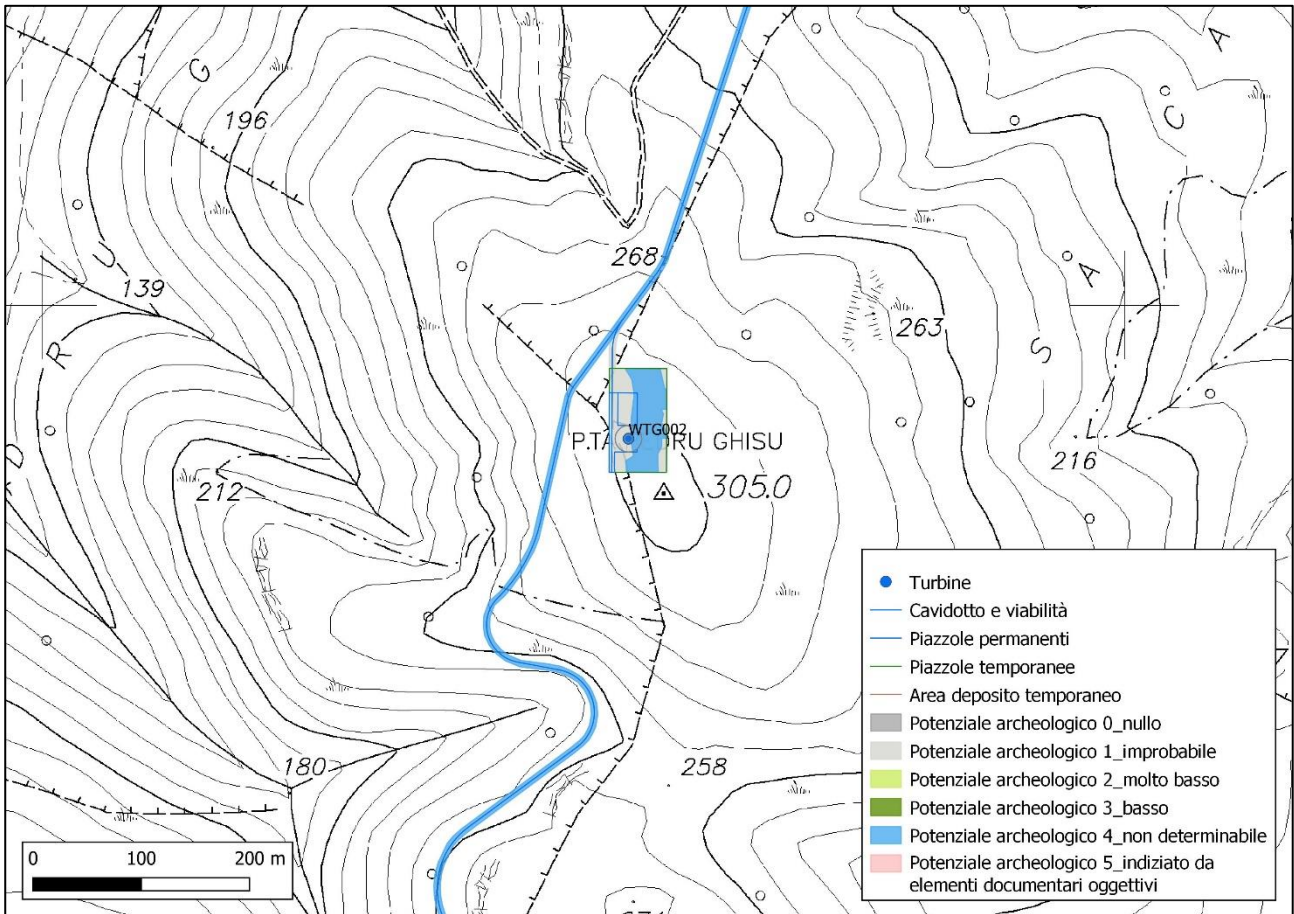 G
A
196
C
268
A
139
U
263
S
R
WTG002
P.TA
RU GHISU
212
305.0
216
D
Turbine
Cavidotto e viabilità
Piazzole permanenti
Piazzole temporanee
Area deposito temporaneo
Potenziale archeologico 0_nullo
Potenziale archeologico 1_improbabile
Potenziale archeologico 2_molto basso
Potenziale archeologico 3_basso
Potenziale archeologico 4_non determinabile
Potenziale archeologico 5_indiziato da
elementi documentari oggettivi
180
258
0 100 200 m